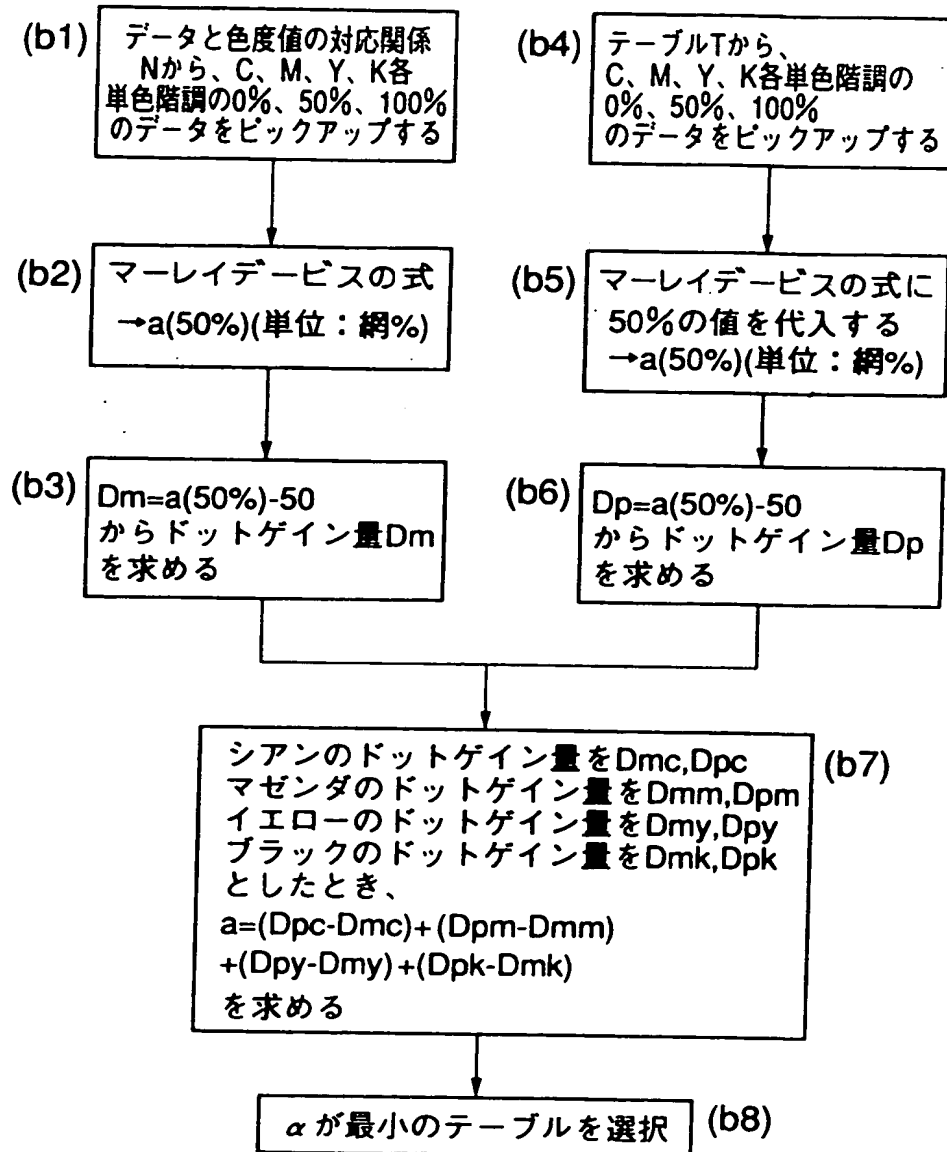 (b1)
データと色度値の対応関係
Nから、C、M、Y、K各
単色階調の0%、50%、100%
のデータをピックアップする
(b2)
マーレイデービスの式
→a(50%)(単位：網%)
(b3)
Dm=a(50%)-50
からドットゲイン量Dm
を求める
(b4)
テーブルTから、
C、M、Y、K各単色階調の
0%、50%、100%
のデータをピックアップする
(b5)
マーレイデービスの式に
50%の値を代入する
→a(50%)(単位：網%)
(b6)
Dp=a(50%)-50
からドットゲイン量Dp
を求める
シアンのドットゲイン量をDmc,Dpc
マゼンダのドットゲイン量をDmm,Dpm
イエローのドットゲイン量をDmy,Dpy
ブラックのドットゲイン量をDmk,Dpk
としたとき、
a=(Dpc-Dmc)+(Dpm-Dmm)
+(Dpy-Dmy)+(Dpk-Dmk)
を求める
(b7)
αが最小のテーブルを選択
(b8)